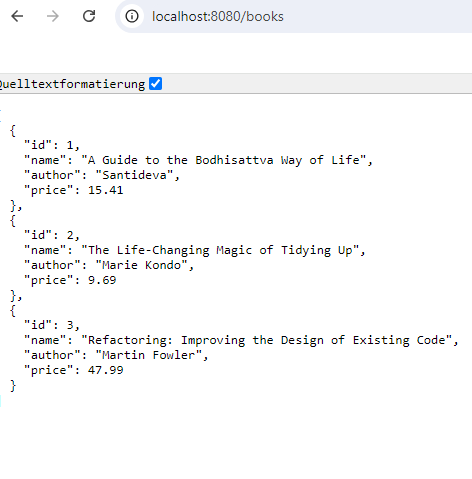 localhost:8080/books
Quelltextformatierung
{
"id": 1,
"name": "A Guide to the Bodhisattva Way of Life",
"author": "Santideva",
"price": 15.41
},
{
"id": 2,
"name": "The Life-Changing Magic of Tidying Up",
"author": "Marie Kondo",
"price": 9.69
},
{
"id": 3,
"name": "Refactoring: Improving the Design of Existing Code",
"author": "Martin Fowler",
"price": 47.99
}